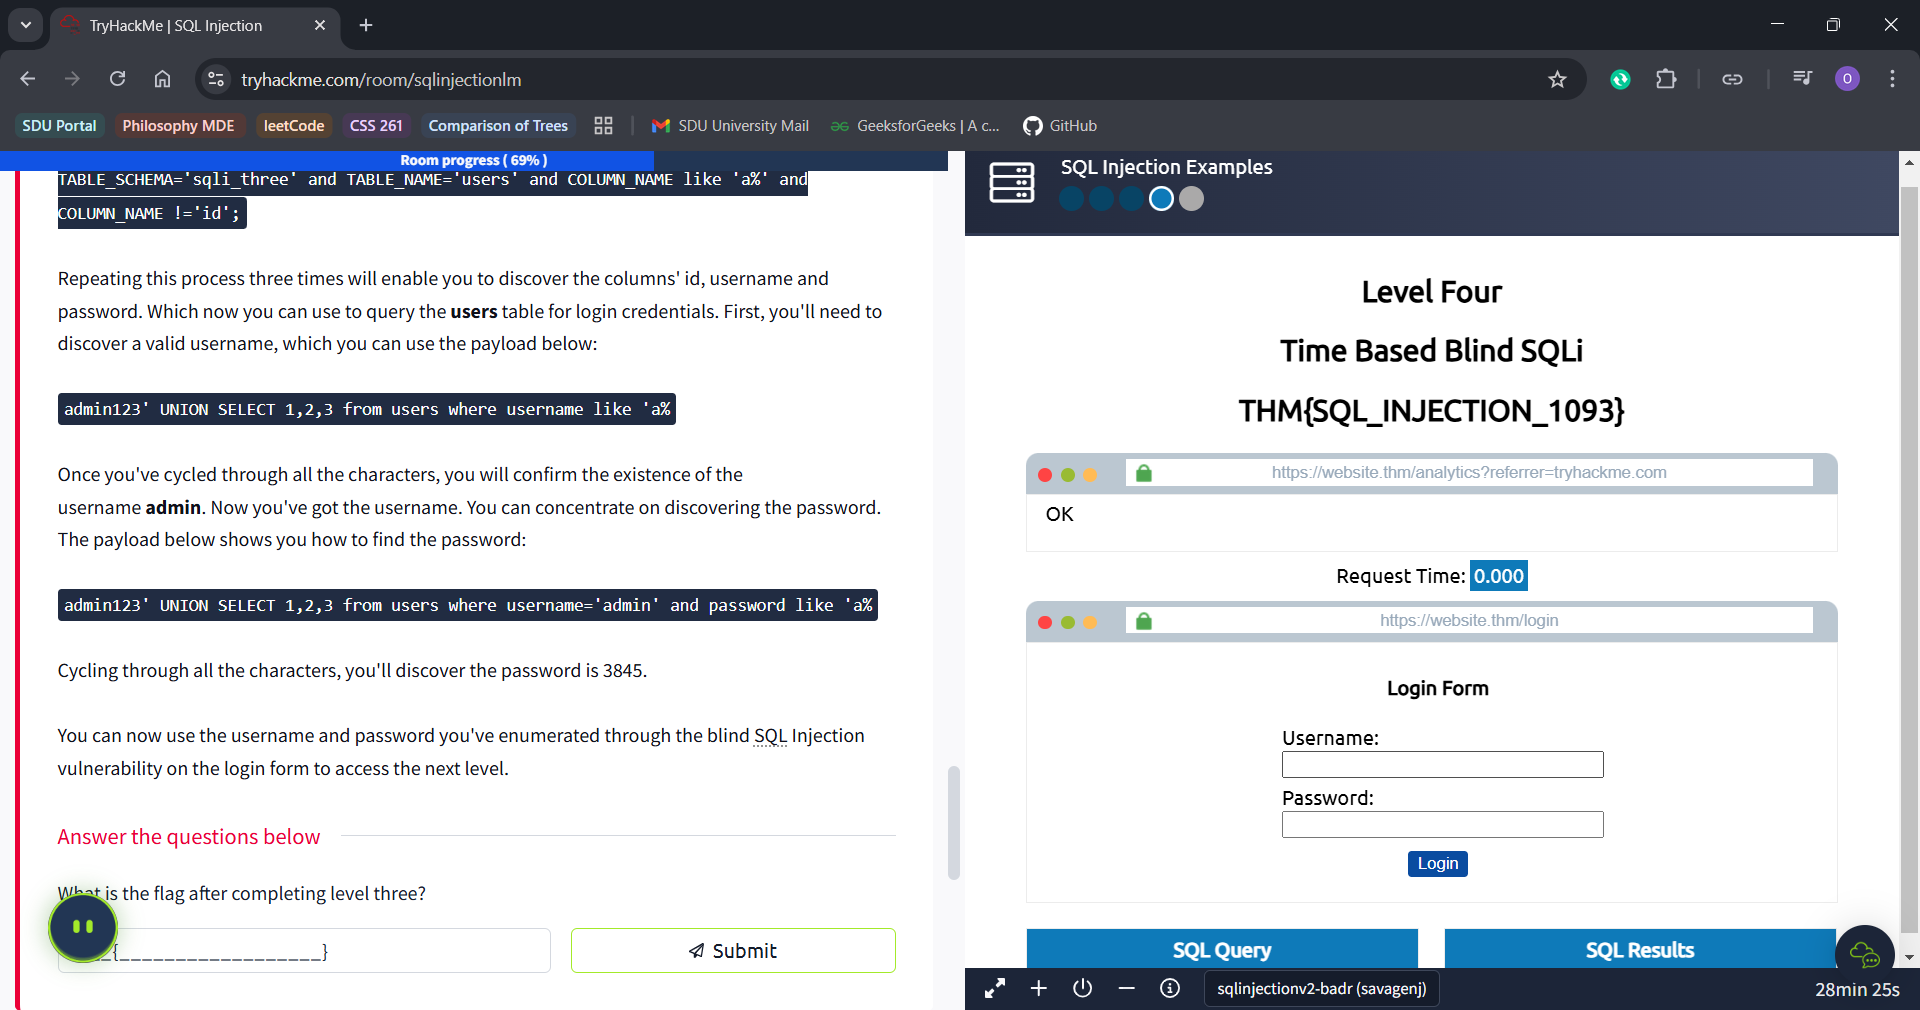 TryHackMe | SQL Injection
tryhackme.com/room/sqlinjectionlm
O
SDU Portal
Philosophy MDE
leetCode
CSS 261
Comparison of Trees
SDU University Mail
GeeksforGeeks | A c...
GitHub
Room progress ( 69% )
TABLE_SCHEMA='sqli_three' and TABLE_NAME='users' and COLUMN_NAME like 'a%' and
COLUMN_NAME !='id';
Repeating this process three times will enable you to discover the columns' id, username and
password. Which now you can use to query the users table for login credentials. First, you'll need to
discover a valid username, which you can use the payload below:
admin123' UNION SELECT 1,2,3 from users where username like 'a%
Once you've cycled through all the characters, you will confirm the existence of the
username admin. Now you've got the username. You can concentrate on discovering the password.
The payload below shows you how to find the password:
admin123' UNION SELECT 1,2,3 from users where username='admin' and password like 'a%
Cycling through all the characters, you'll discover the password is 3845.
You can now use the username and password you've enumerated through the blind SQL Injection
vulnerability on the login form to access the next level.
Answer the questions below
What is the flag after completing level three?
_{__________________}
Submit
SQL Injection Examples
Level Four
Time Based Blind SQLi
THM{SQL_INJECTION_1093}
https://website.thm/analytics?referrer=tryhackme.com
OK
Request Time: 0.000
https://website.thm/login
Login Form
Username:
Password:
Login
SQL Query
SQL Results
sqlinjectionv2-badr (savagenj)
28min 25s